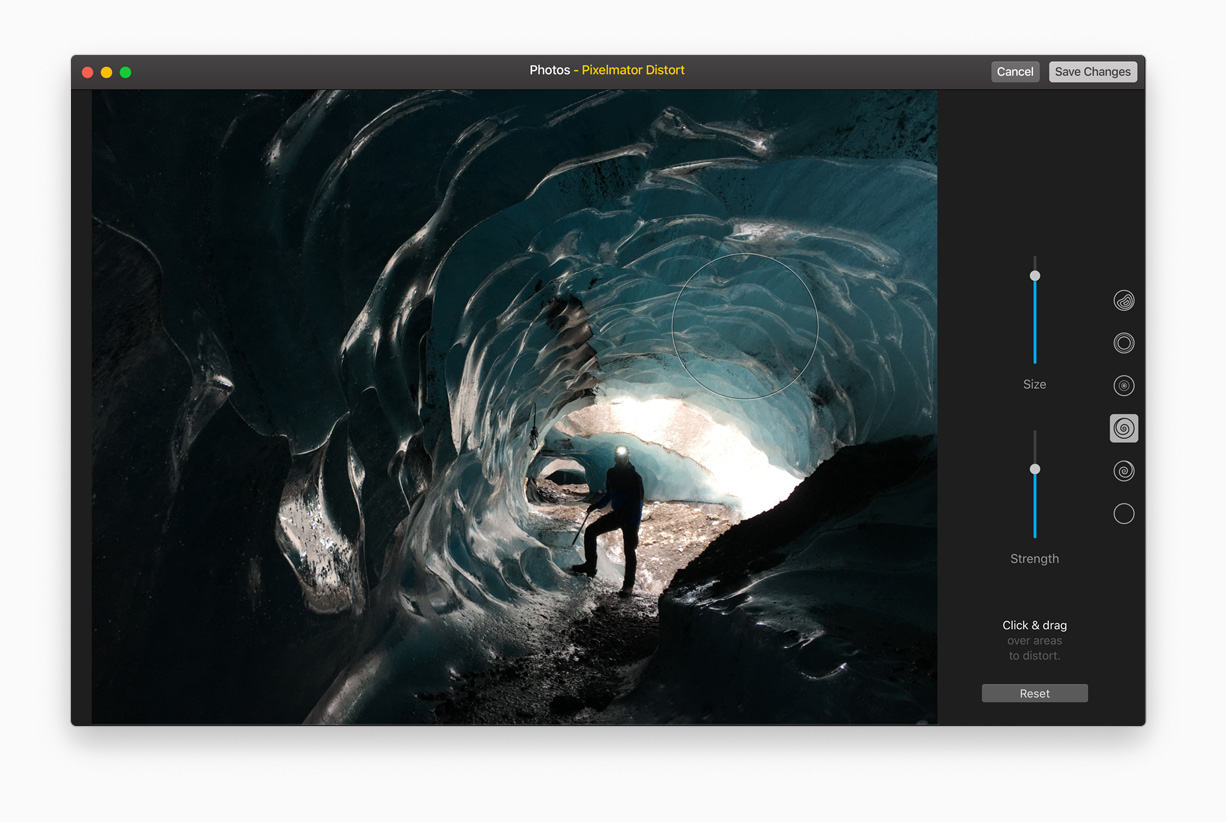 Photos - Pixelmator Distort
Cancel
Save Changes
Size
Strength
Click & drag
over areas
to distort.
Reset